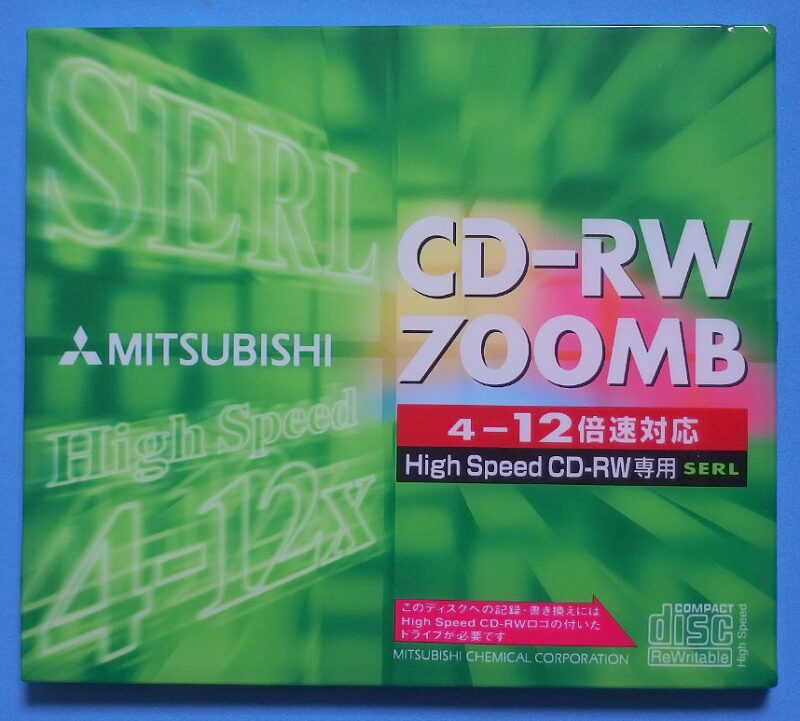 SERL
MITSUBISHI
High Speed
4-12x
CD-RW
700MB
4-12倍速対応
High Speed CD-RW専用 SERL
このディスクへの記録・書き換えには
High Speed CD-RWロゴの付いた
ドライブが必要です
MITSUBISHI CHEMICAL CORPORATION
COMPACT
disc
ReWritable
High Speed